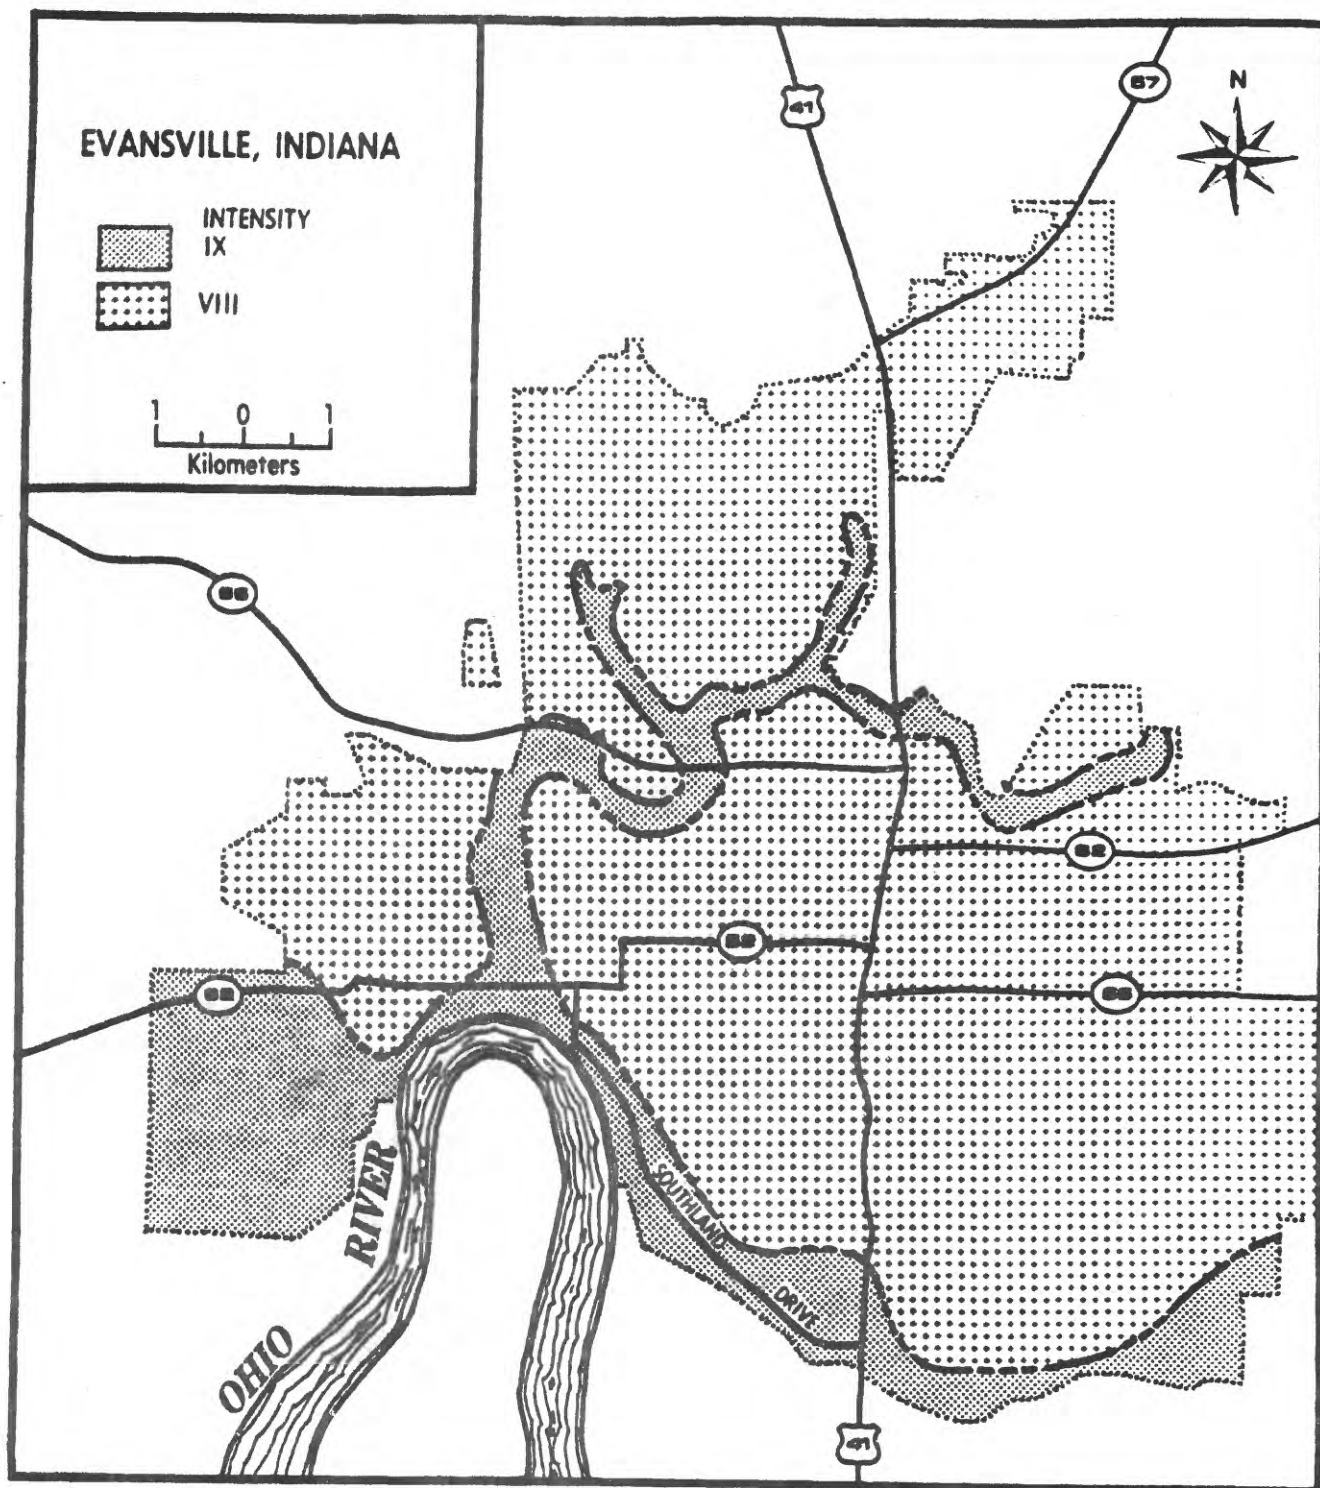 EVANSVILLE, INDIANA
INTENSITY
IX
VIII
1 0 1
Kilometers
41
57
N
66
62
62
62
66
SOUTHLAND
DRIVE
RIVER
OHIO
41